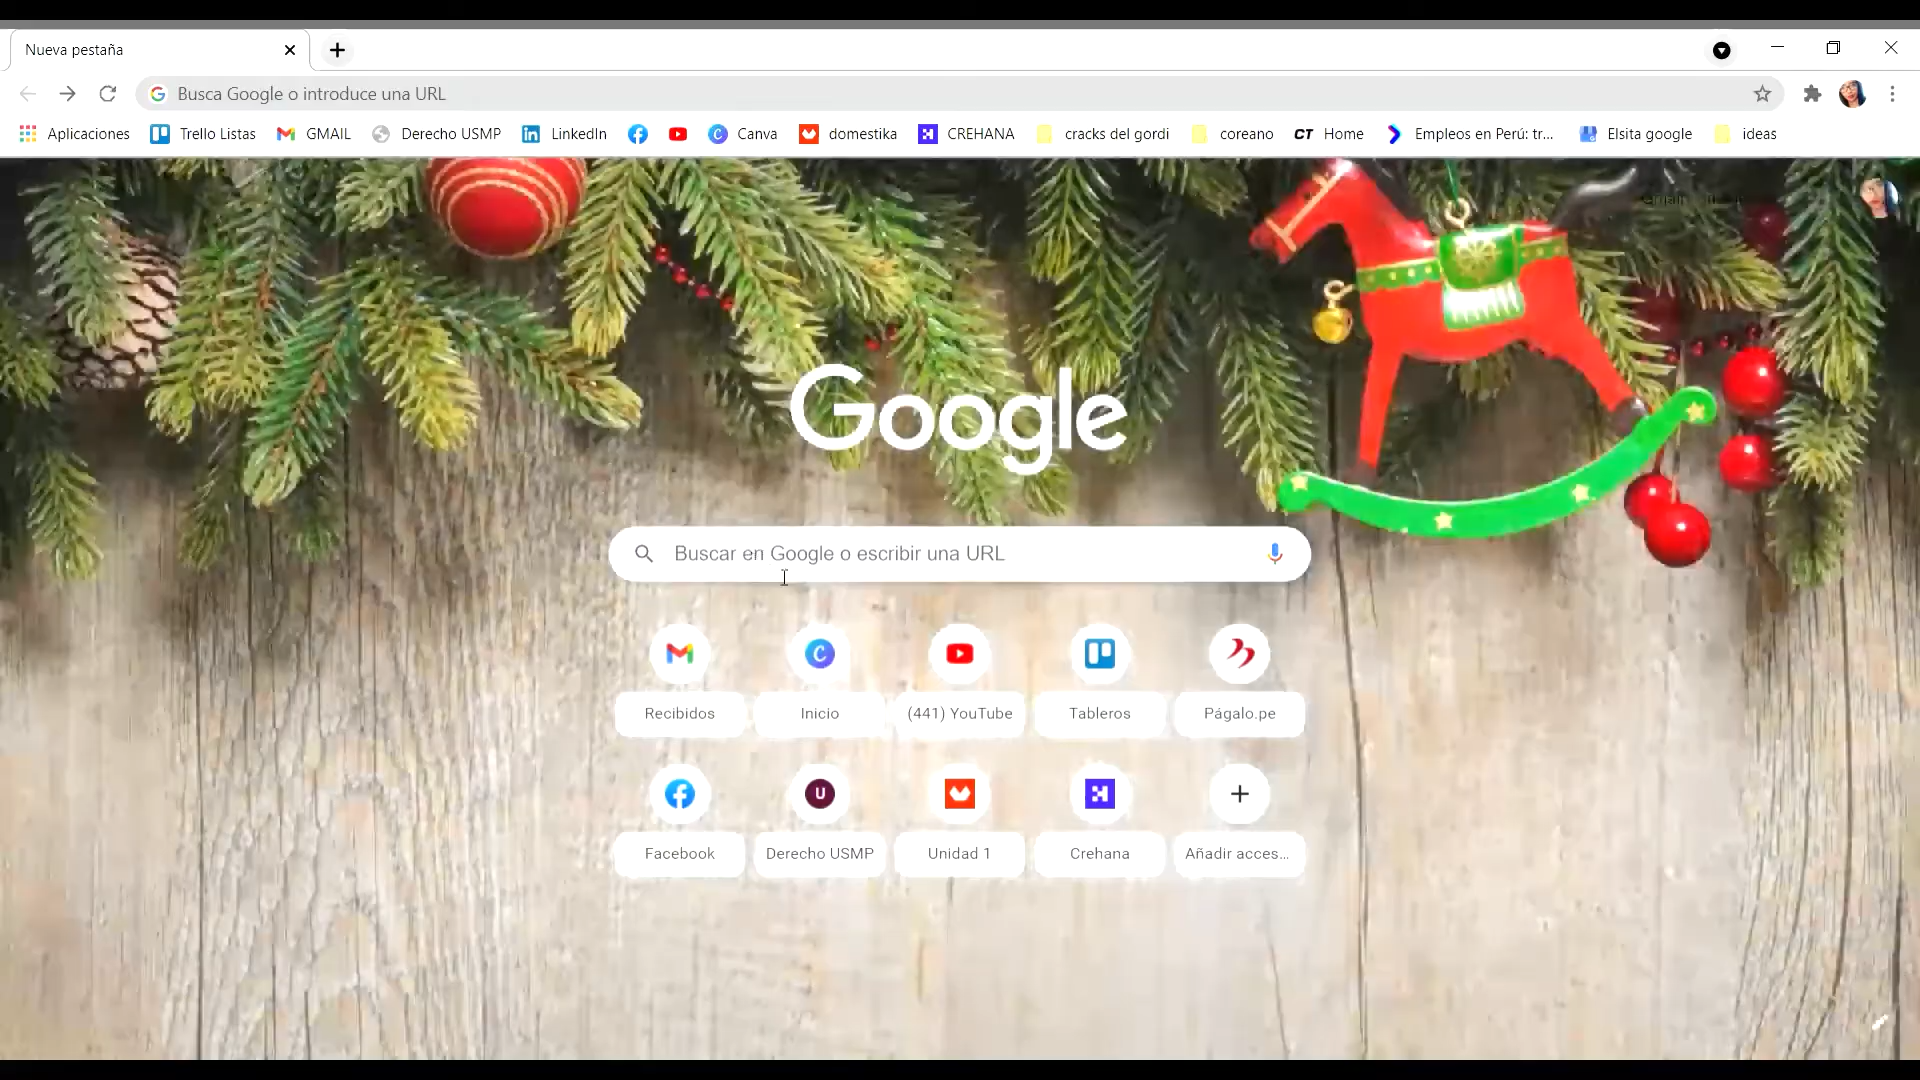 Nueva pestaña
Busca Google o introduce una URL
Aplicaciones Trello Listas GMAIL Derecho USMP LinkedIn Canva domestika CREHANA cracks del gordi coreano CT Home Empleos en Perú: tr... Elsita google ideas
Gmail
Google
Buscar en Google o escribir una URL
Recibidos Inicio (441) YouTube Tableros Págalo.pe
U
Facebook Derecho USMP Unidad 1 Crehana Añadir acces...